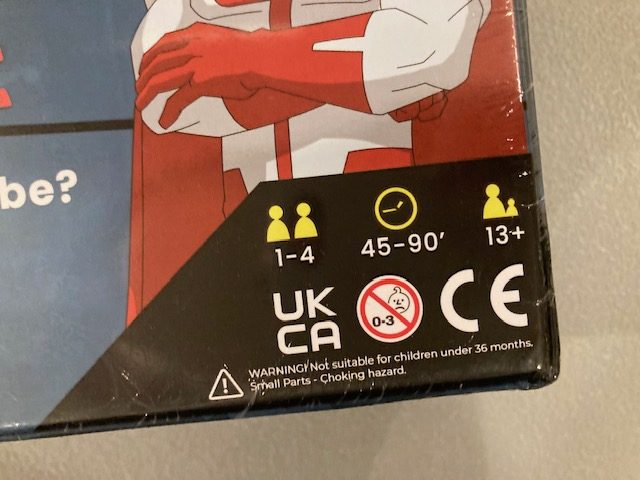 be?
1-4
45-90’
13+
UK
CA
0-3
CE
WARNING! Not suitable for children under 36 months.
Small Parts - Choking hazard.